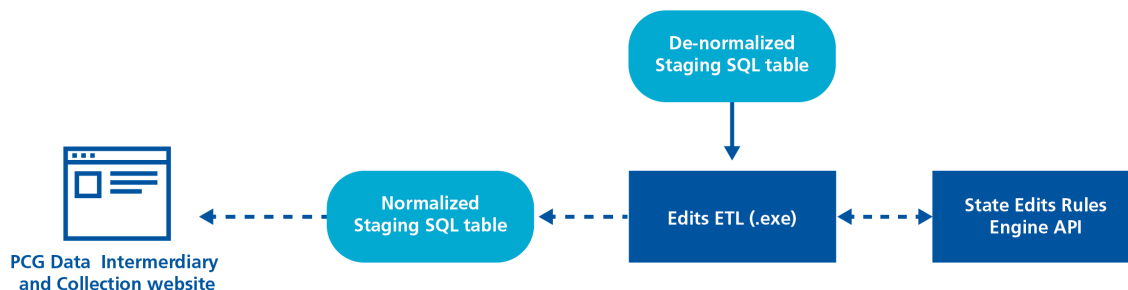 De-normalized
Staging SQL table
Normalized
Staging SQL table
Edits ETL (.exe)
State Edits Rules
Engine API
PCG Data  Intermerdiary
and Collection website